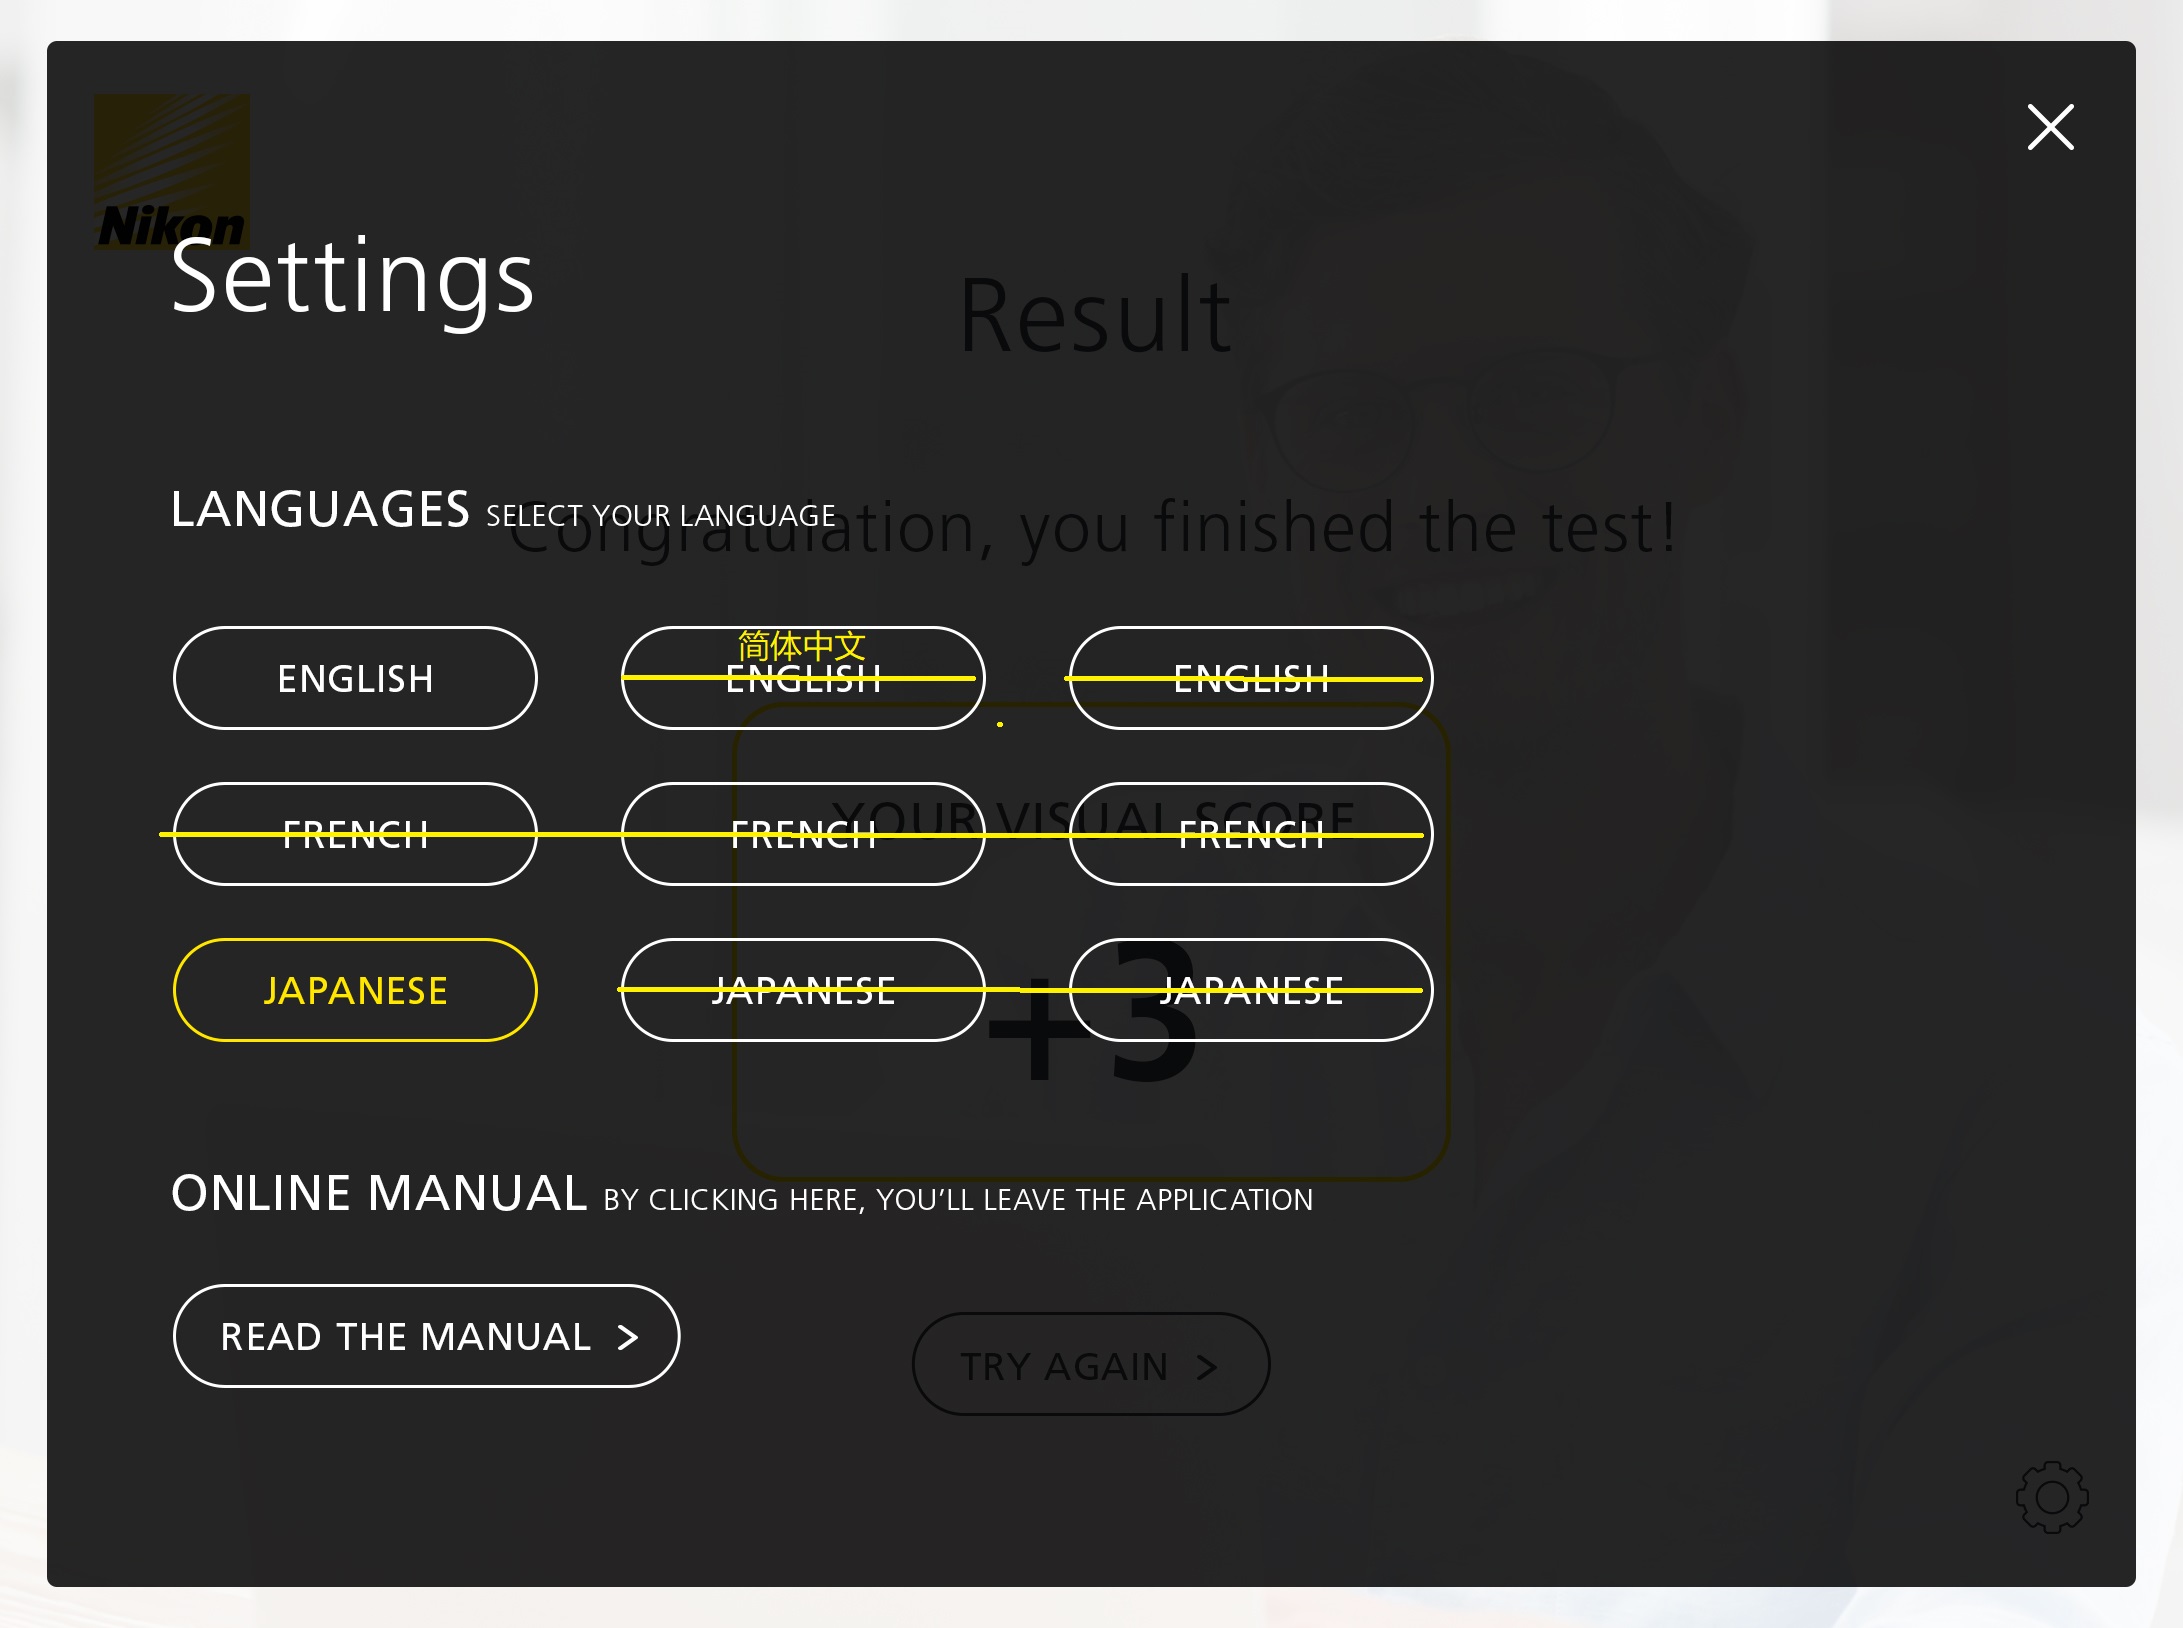 Nikon
Settings
Result
LANGUAGES SELECT YOUR LANGUAGE
Congratulation, you finished the test!
简体中文
ENGLISH ENGLISH ENGLISH
YOUR VISUAL SCORE
FRENCH FRENCH FRENCH
JAPANESE JAPANESE JAPANESE
+3
ONLINE MANUAL BY CLICKING HERE, YOU’LL LEAVE THE APPLICATION
READ THE MANUAL >
TRY AGAIN >